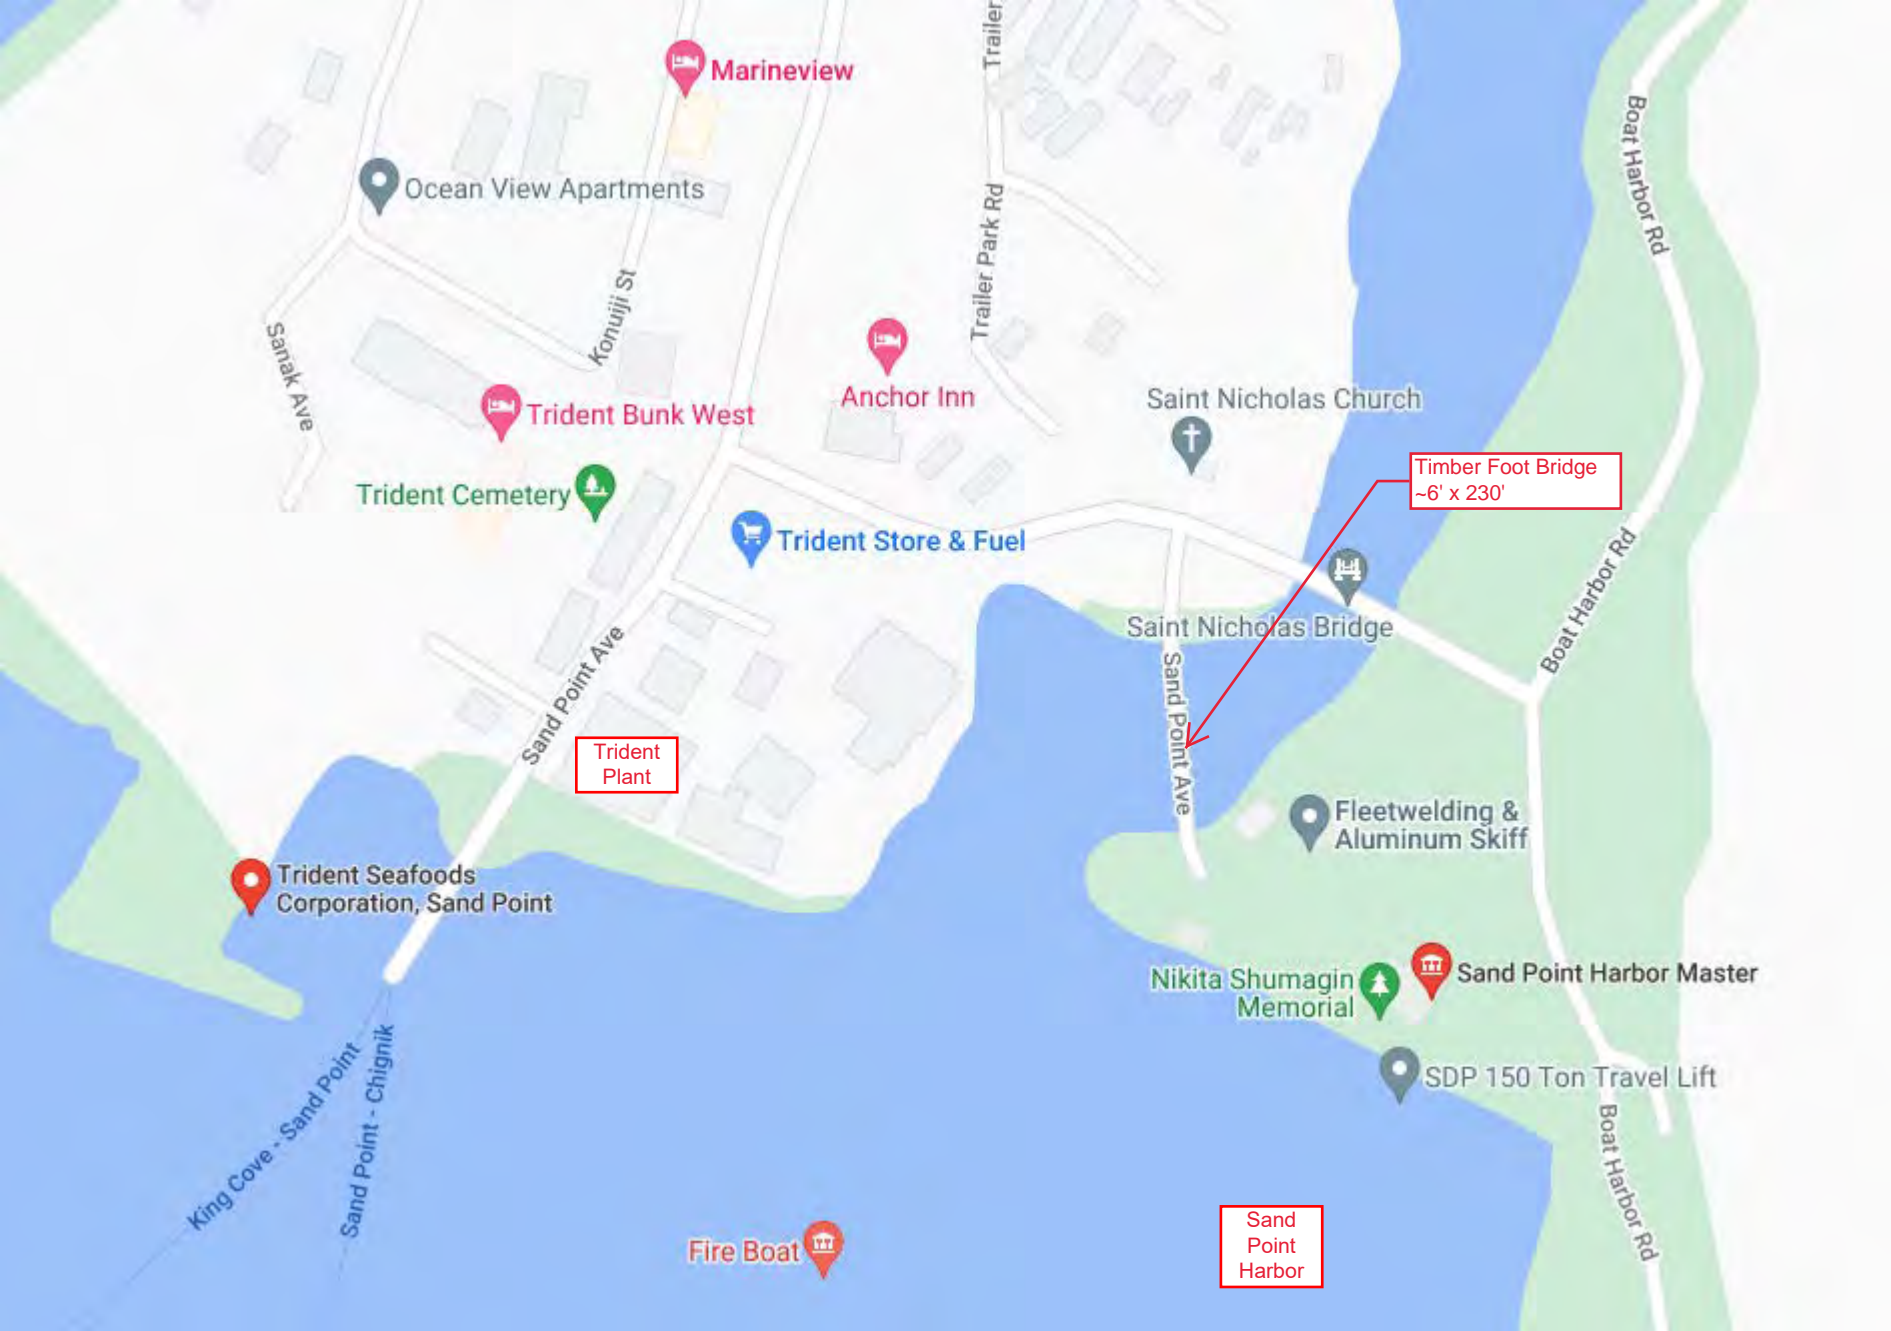 Trailer
Marineview
Boat Harbor Rd
Ocean View Apartments
Trailer Park Rd
Konuiji St
Sanak Ave
Anchor Inn
Saint Nicholas Church
Trident Bunk West
Timber Foot Bridge
~6' x 230'
Trident Cemetery
Trident Store & Fuel
Boat Harbor Rd
Saint Nicholas Bridge
Sand Point Ave
Sand Point Ave
Trident
Plant
Fleetwelding &
Aluminum Skiff
Trident Seafoods
Corporation, Sand Point
Nikita Shumagin
Memorial
Sand Point Harbor Master
SDP 150 Ton Travel Lift
King Cove - Sand Point
Sand Point - Chignik
Boat Harbor Rd
Fire Boat
Sand
Point
Harbor